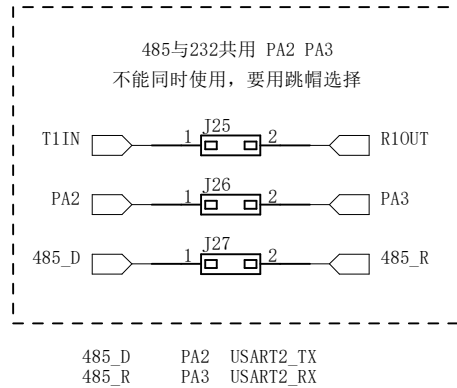 485与232共用 PA2 PA3
不能同时使用，要用跳帽选择
J25
T1IN 1 2 R1OUT
J26
PA2 1 2 PA3
J27
485_D 1 2 485_R
485_D PA2 USART2_TX
485_R PA3 USART2_RX